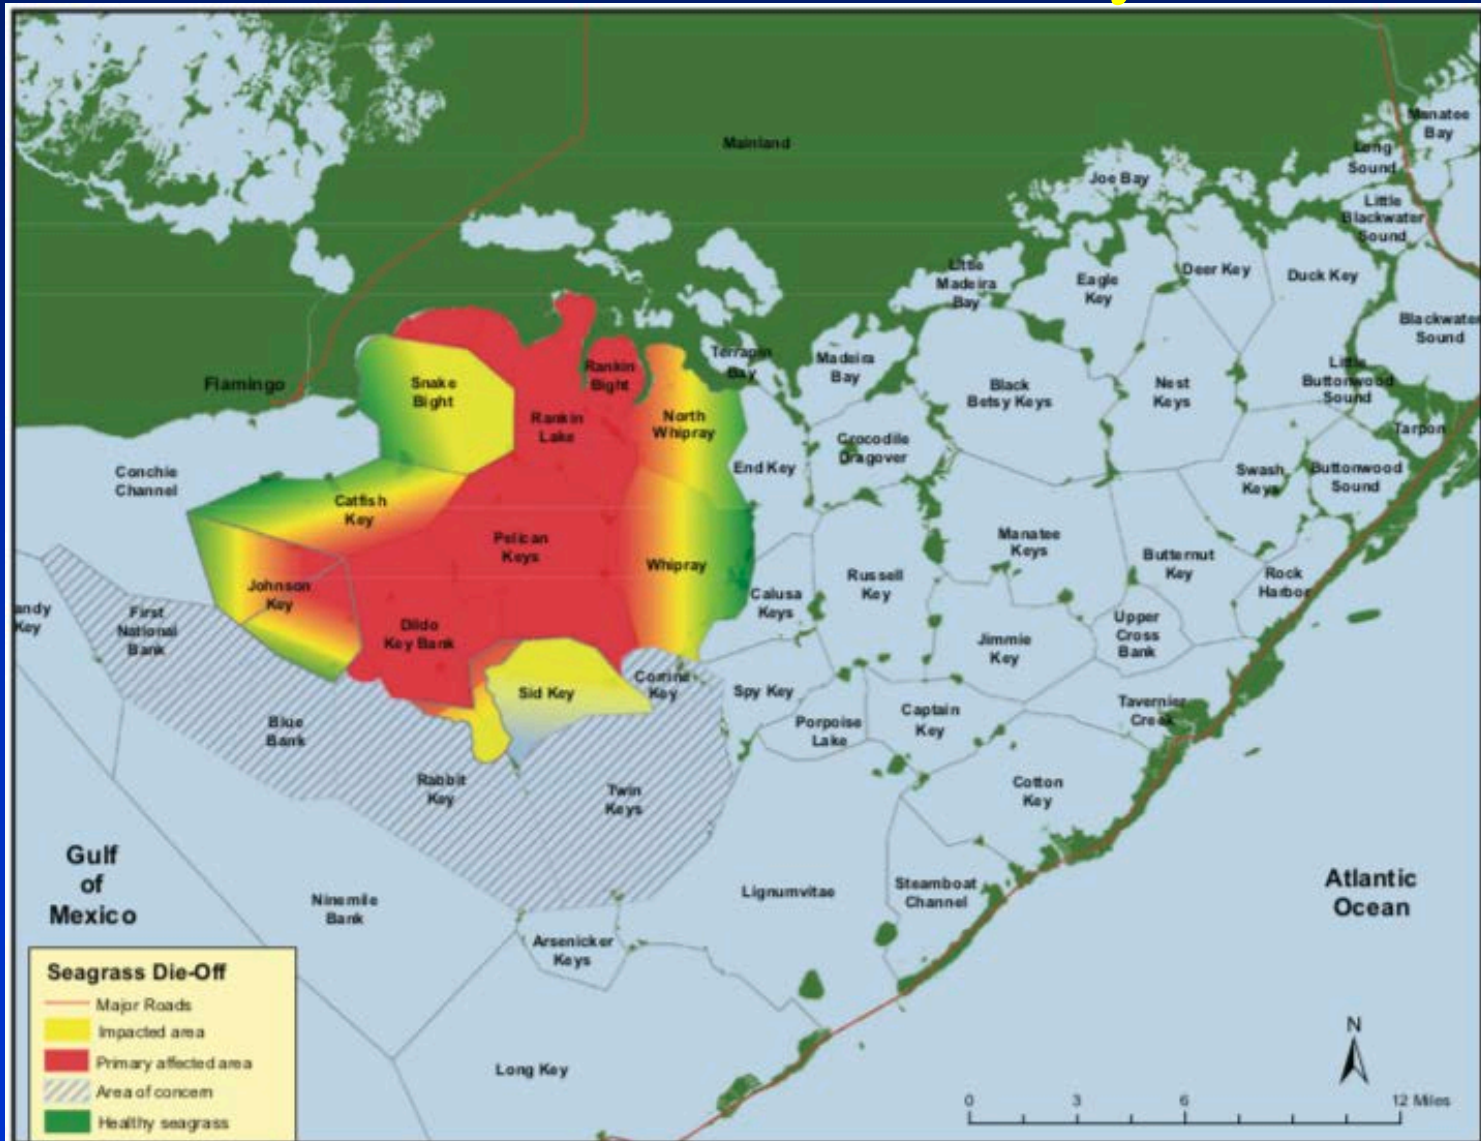 Mainland
Manatee
Bay
Long
Sound
Joe Bay
Little
Blackwater
Sound
Little
Madeira
Bay
Eagle
Key
Deer Key
Duck Key
Blackwater
Sound
Flamingo
Snake
Bight
Rankin
Bight
Rankin
Lake
North
Whipray
Terrapin
Bay
Madeira
Bay
Black
Betsy Keys
Nest
Keys
Little
Buttonwood
Sound
Tarpon
Conchie
Channel
Catfish
Key
End Key
Crocodile
Dragover
Swash
Keys
Buttonwood
Sound
Pelican
Keys
Whipray
Manatee
Keys
Butternut
Key
Rock
Harbor
Johnson
Key
Calusa
Keys
Russell
Key
andy
Key
First
National
Bank
Dildo
Key Bank
Jimmie
Key
Upper
Cross
Bank
Sid Key
Corrine
Key
Spy Key
Porpoise
Lake
Captain
Key
Tavernier
Creek
Blue
Bank
Rabbit
Key
Twin
Keys
Cotton
Key
Gulf
of
Mexico
Ninemile
Bank
Lignumvitae
Steamboat
Channel
Atlantic
Ocean
Arsenicker
Keys
Long Key
Seagrass Die-Off
Major Roads
Impacted area
Primary affected area
Area of concern
Healthy seagrass
N
0 3 6 12 Miles